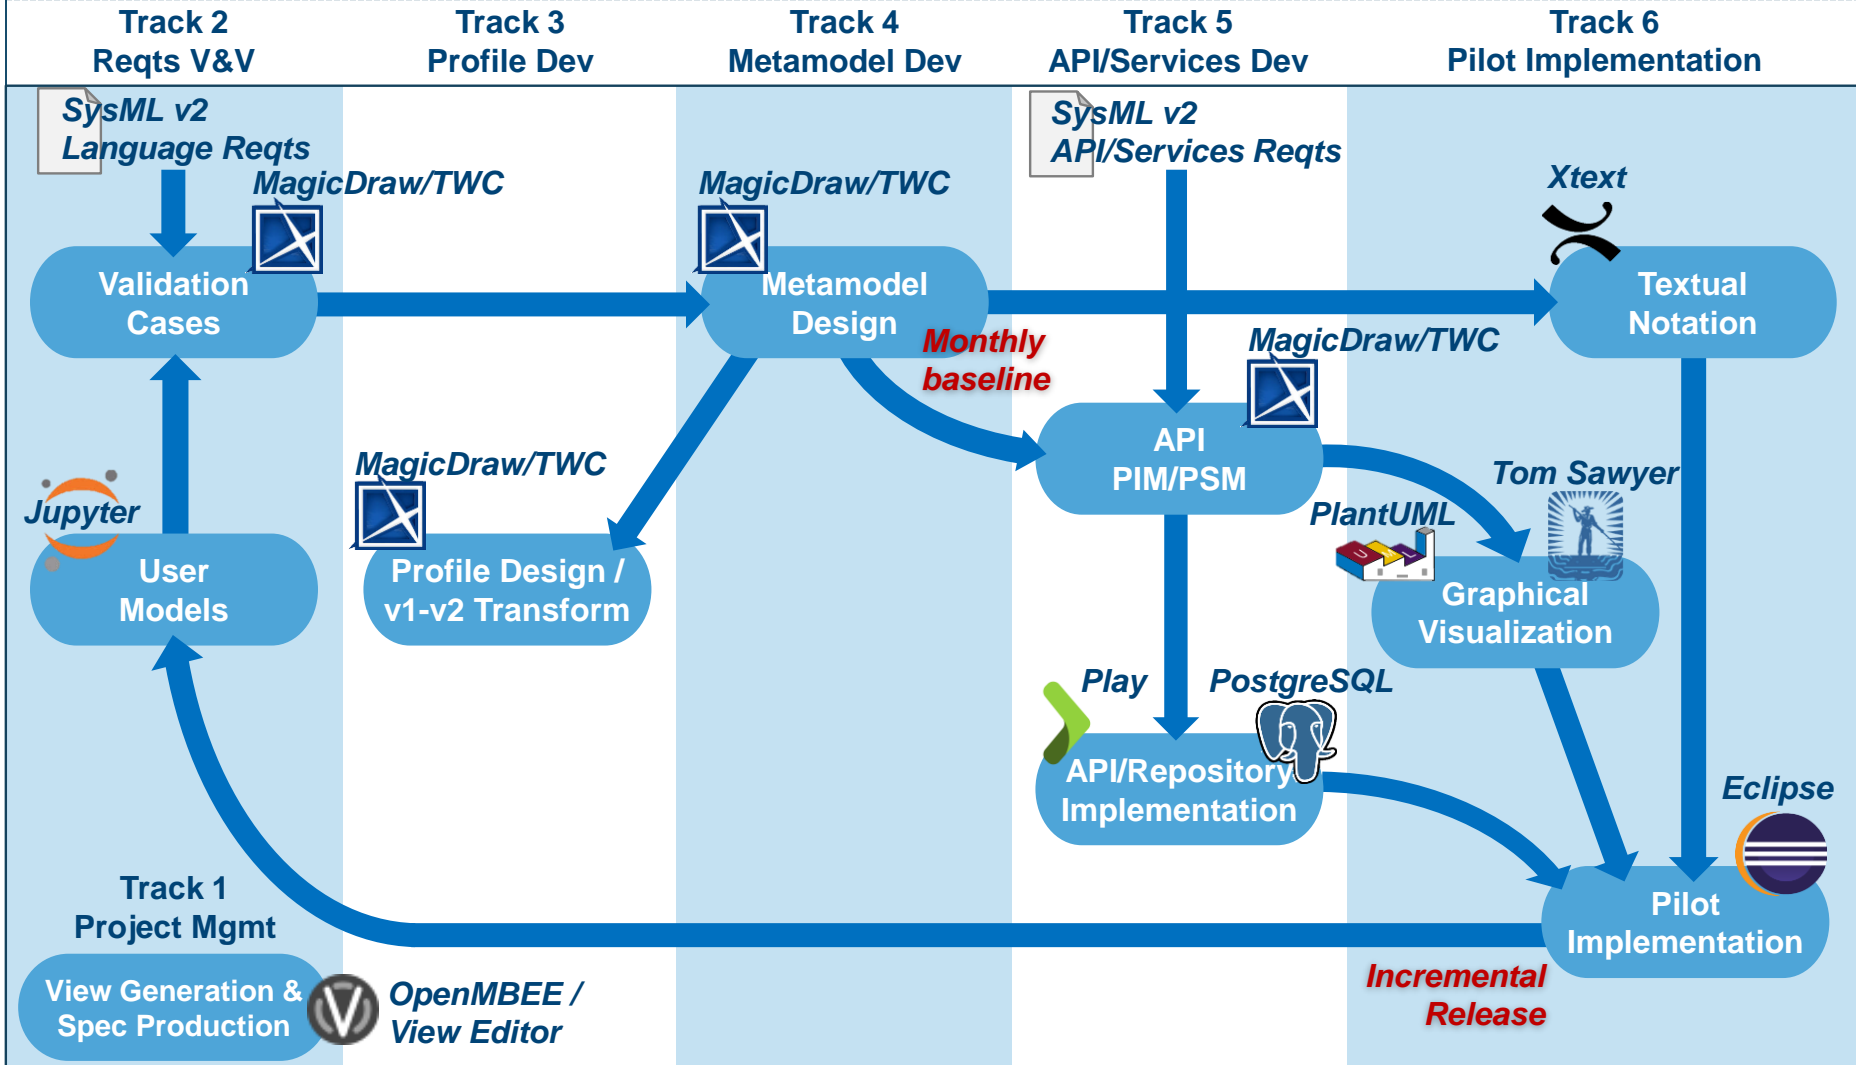 Track 2
Reqts V&V
Track 3
Profile Dev
Track 4
Metamodel Dev
Track 5
API/Services Dev
Track 6
Pilot Implementation
SysML v2
Language Reqts
MagicDraw/TWC
Validation
Cases
Jupyter
User
Models
MagicDraw/TWC
Profile Design /
v1-v2 Transform
MagicDraw/TWC
Metamodel
Design
Monthly
baseline
SysML v2
API/Services Reqts
MagicDraw/TWC
API
PIM/PSM
Play
PostgreSQL
API/Repository
Implementation
Xtext
Textual
Notation
Tom Sawyer
PlantUML
UML
Graphical
Visualization
Eclipse
Pilot
Implementation
Incremental
Release
Track 1
Project Mgmt
View Generation &
Spec Production
V
OpenMBEE /
View Editor